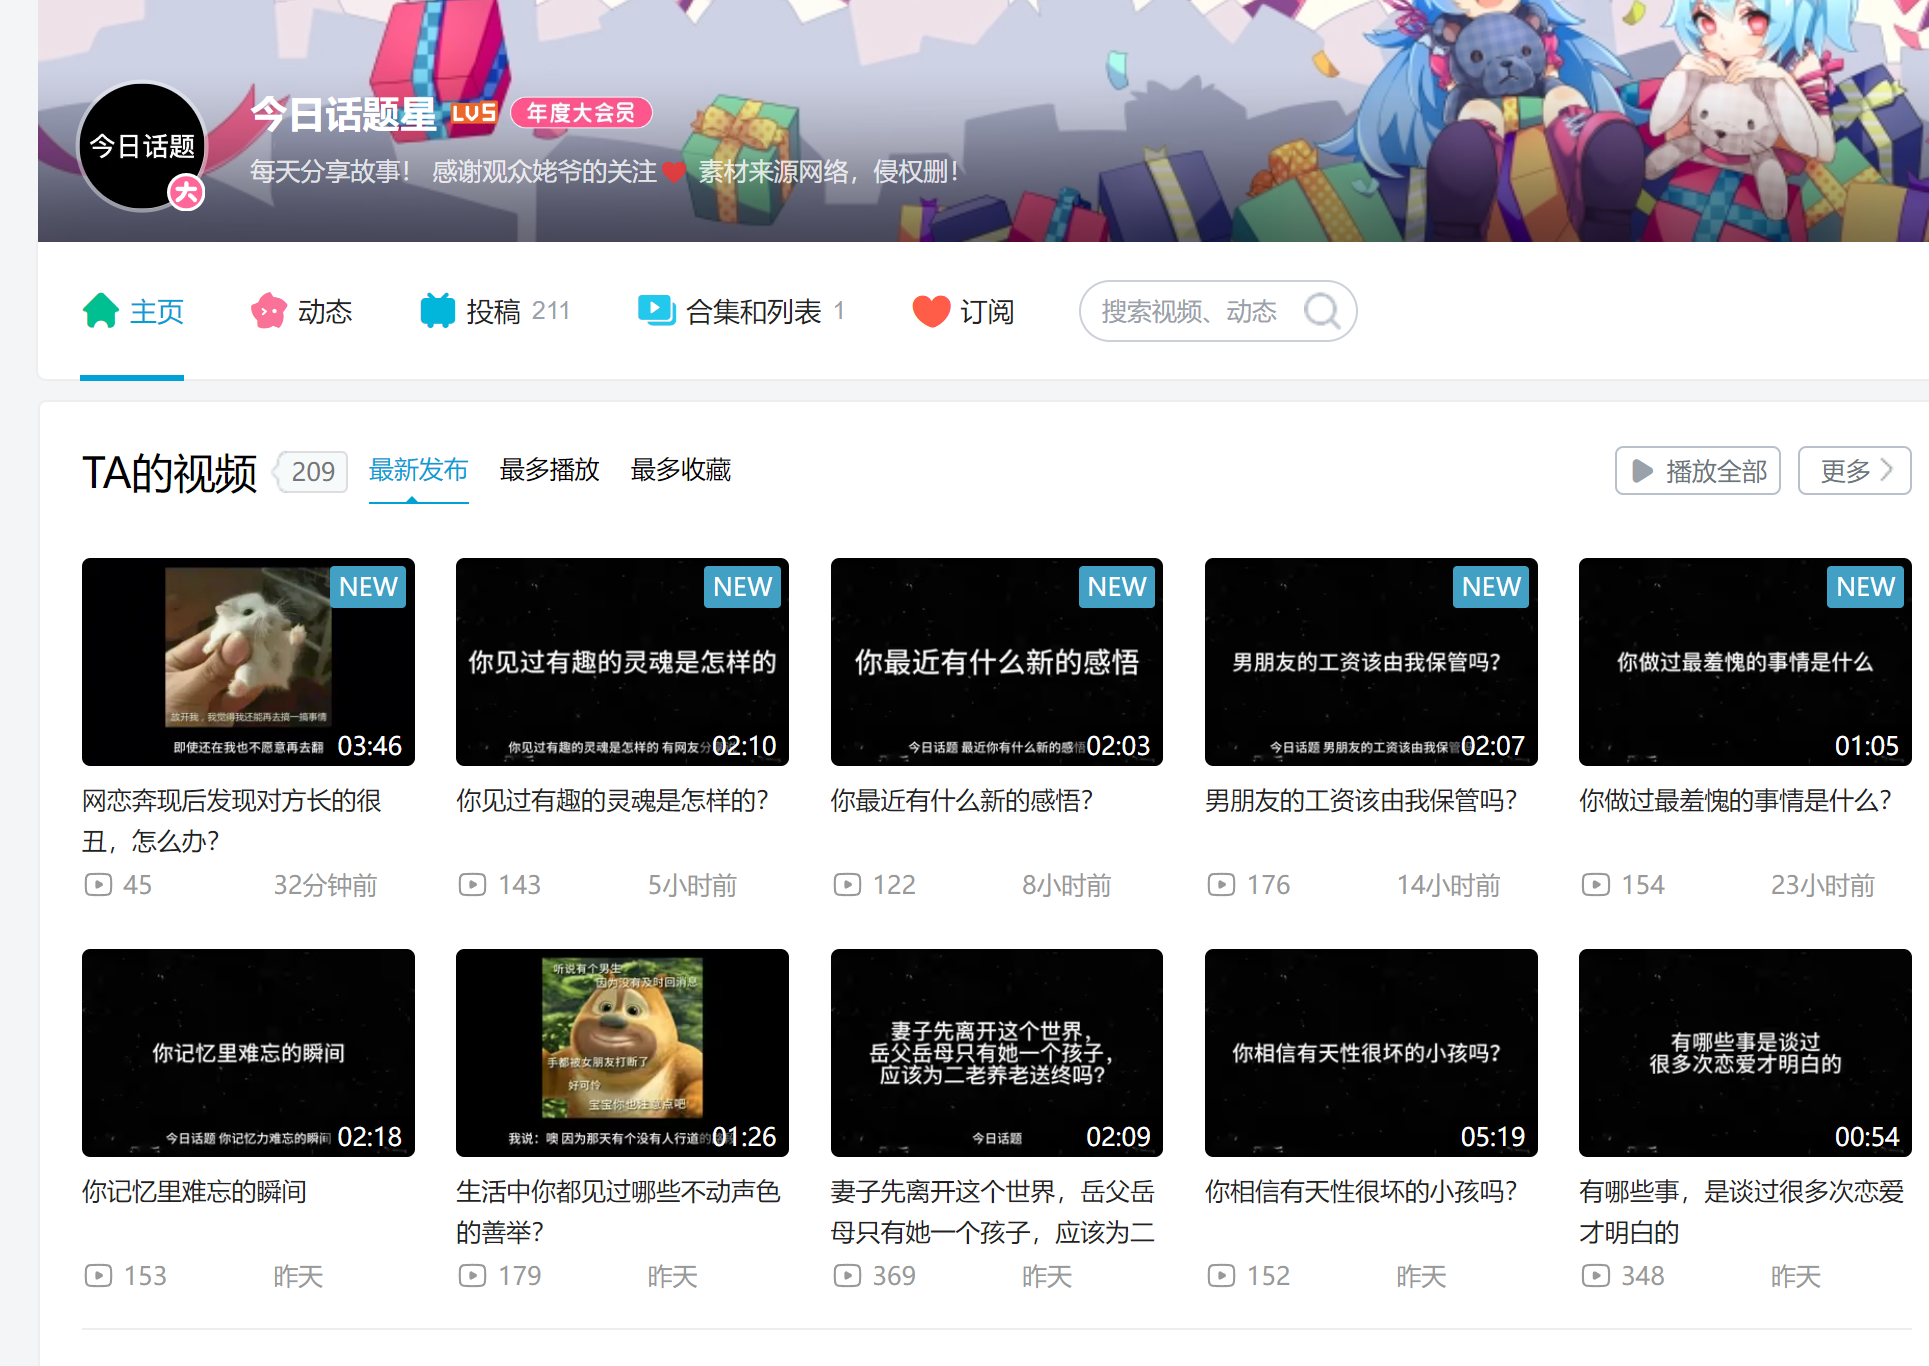 今日话题
大
今日话题星 LV5 年度大会员
每天分享故事！ 感谢观众姥爷的关注❤ 素材来源网络，侵权删！
主页 动态 投稿 211 合集和列表 1 订阅 搜索视频、动态
TA的视频 209 最新发布 最多播放 最多收藏 播放全部 更多
NEW
放开我，我觉得我还能再去搞一搞事情
即使还在我也不愿意再去翻 03:46
NEW
你见过有趣的灵魂是怎样的
你见过有趣的灵魂是怎样的 有网友分 02:10
NEW
你最近有什么新的感悟
今日话题 最近你有什么新的感悟 02:03
NEW
男朋友的工资该由我保管吗?
今日话题 男朋友的工资该由我保管 02:07
NEW
你做过最羞愧的事情是什么
01:05
网恋奔现后发现对方长的很
丑，怎么办？
45 32分钟前
你见过有趣的灵魂是怎样的？
143 5小时前
你最近有什么新的感悟？
122 8小时前
男朋友的工资该由我保管吗？
176 14小时前
你做过最羞愧的事情是什么？
154 23小时前
你记忆里难忘的瞬间
今日话题 你记忆力难忘的瞬间 02:18
听说有个男生
因为没有及时回消息
手都被女朋友打断了
好可怜
宝宝你也注意点吧
我说：噢 因为那天有个没有人行道的 01:26
妻子先离开这个世界，
岳父岳母只有她一个孩子，
应该为二老养老送终吗?
今日话题 02:09
你相信有天性很坏的小孩吗?
05:19
有哪些事是谈过
很多次恋爱才明白的
00:54
你记忆里难忘的瞬间
153 昨天
生活中你都见过哪些不动声色
的善举？
179 昨天
妻子先离开这个世界，岳父岳
母只有她一个孩子，应该为二
369 昨天
你相信有天性很坏的小孩吗？
152 昨天
有哪些事，是谈过很多次恋爱
才明白的
348 昨天